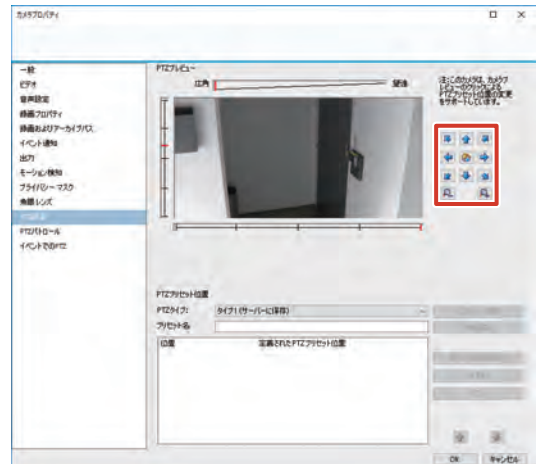 カメラプロパティ
一般
ビデオ
音声設定
録画プロパティ
録画およびアーカイブパス
イベント通知
出力
モーション検知
プライバシー マスク
魚眼レンズ
PTZパトロール
イベントでのPTZ
PTZプレビュー
広角
望遠
注:このカメラは、カメラプ
レビューのクリックによる
PTZプリセット位置の変更
をサポートしています。
PTZプリセット位置
PTZタイプ:
タイプ1 (サーバーに保存)
プリセット名
位置
定義されたPTZプリセット位置
OK
キャンセル